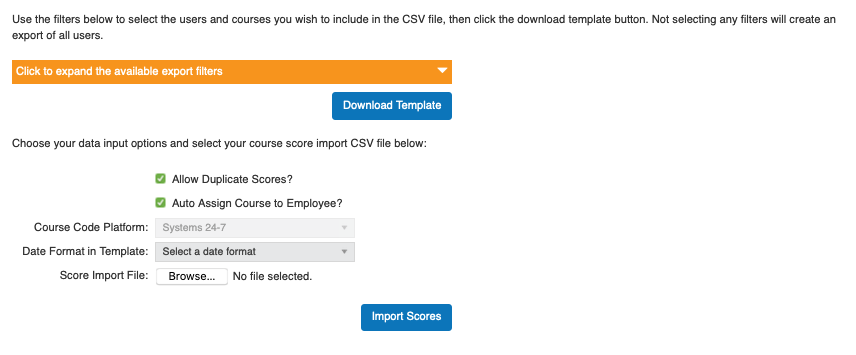 Use the filters below to select the users and courses you wish to include in the CSV file, then click the download template button. Not selecting any filters will create an
export of all users.
Click to expand the available export filters
Download Template
Choose your data input options and select your course score import CSV file below:
Allow Duplicate Scores?
Auto Assign Course to Employee?
Course Code Platform: Systems 24-7
Date Format in Template: Select a date format
Score Import File: Browse... No file selected.
Import Scores